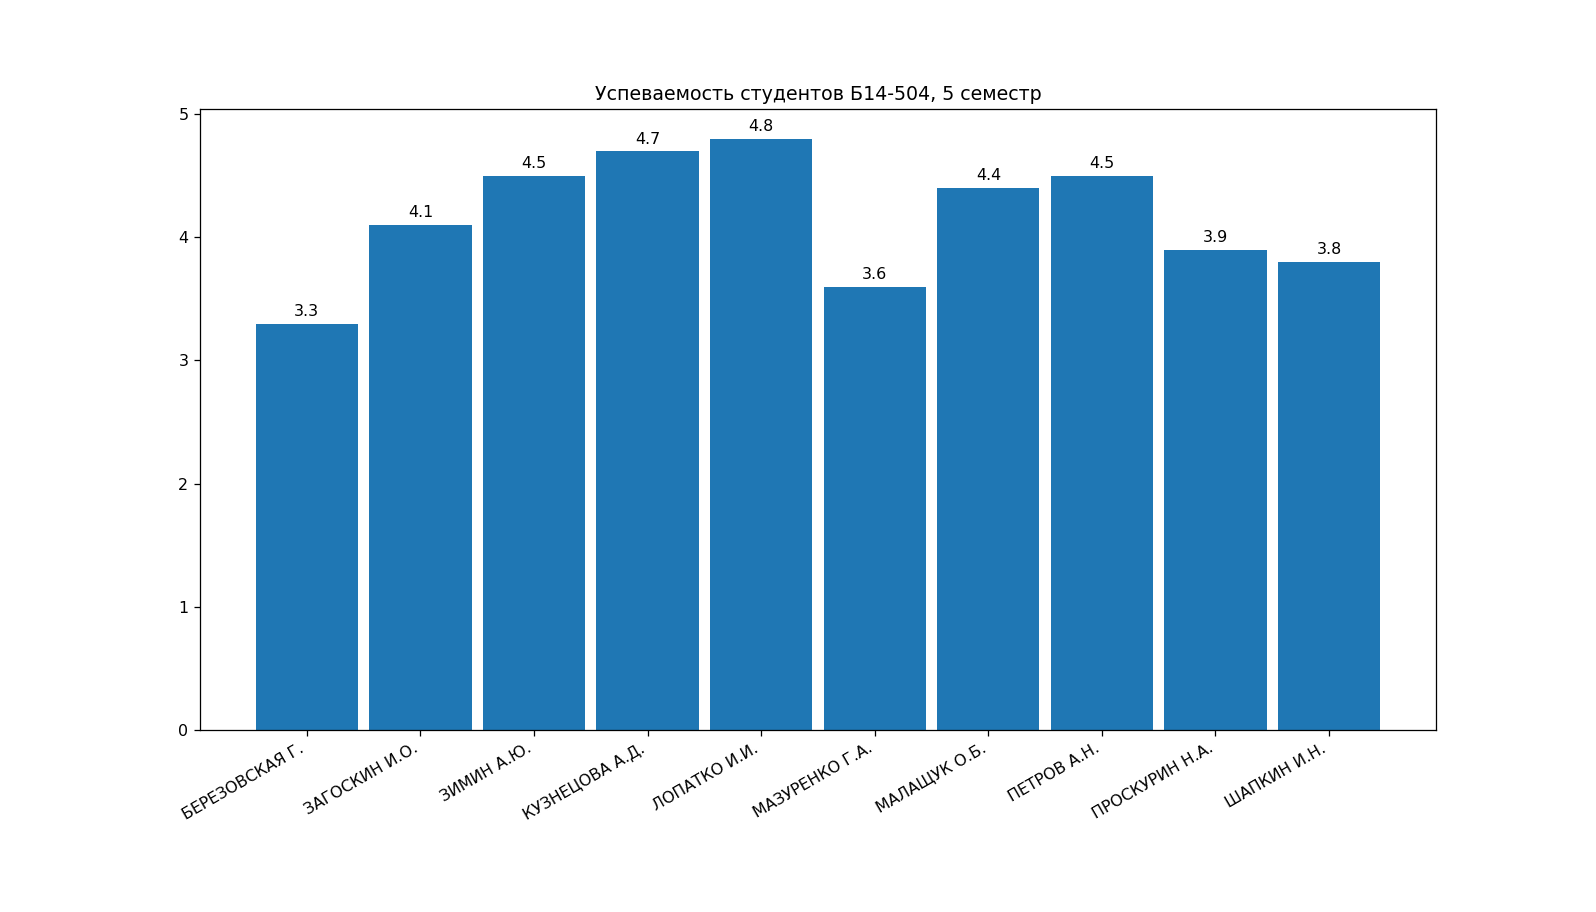 Успеваемость студентов Б14-504, 5 семестр
5
4
3
2
1
0
3.3
4.1
4.5
4.7
4.8
3.6
4.4
4.5
3.9
3.8
БЕРЕЗОВСКАЯ Г.
ЗАГОСКИН И.О.
ЗИМИН А.Ю.
КУЗНЕЦОВА А.Д.
ЛОПАТКО И.И.
МАЗУРЕНКО Г.А.
МАЛАЩУК О.Б.
ПЕТРОВ А.Н.
ПРОСКУРИН Н.А.
ШАПКИН И.Н.